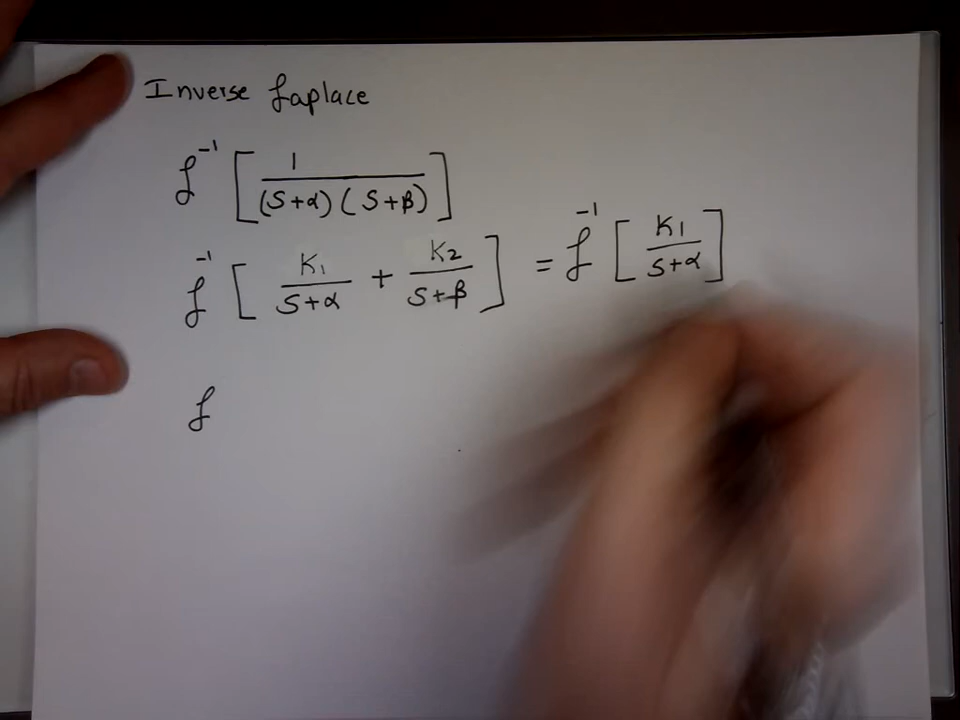 Inverse Laplace
ℒ⁻¹ [ 1 / (S+α)(S+β) ]
ℒ⁻¹ [ K₁ / S+α + K₂ / S+β ] = ℒ⁻¹ [ K₁ / S+α ]
ℒ